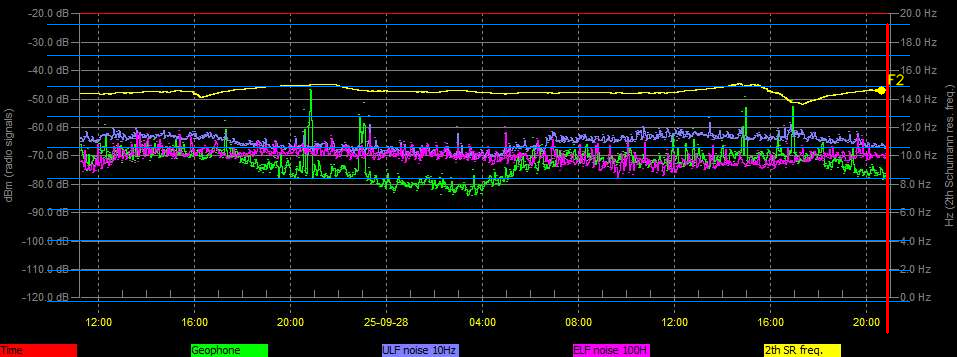 -20.0 dB 20.0 Hz
-30.0 dB 18.0 Hz
-40.0 dB 16.0 Hz
F2
-50.0 dB 14.0 Hz
-60.0 dB 12.0 Hz
-70.0 dB 10.0 Hz
-80.0 dB 8.0 Hz
-90.0 dB 6.0 Hz
-100.0 dB 4.0 Hz
-110.0 dB 2.0 Hz
-120.0 dB 0.0 Hz
dBm (radio signals)
Hz (2th Schumann res. freq.)
12:00 16:00 20:00 25-09-28 04:00 08:00 12:00 16:00 20:00
Time Geophone ULF noise 10Hz ELF noise 100H 2th SR freq.